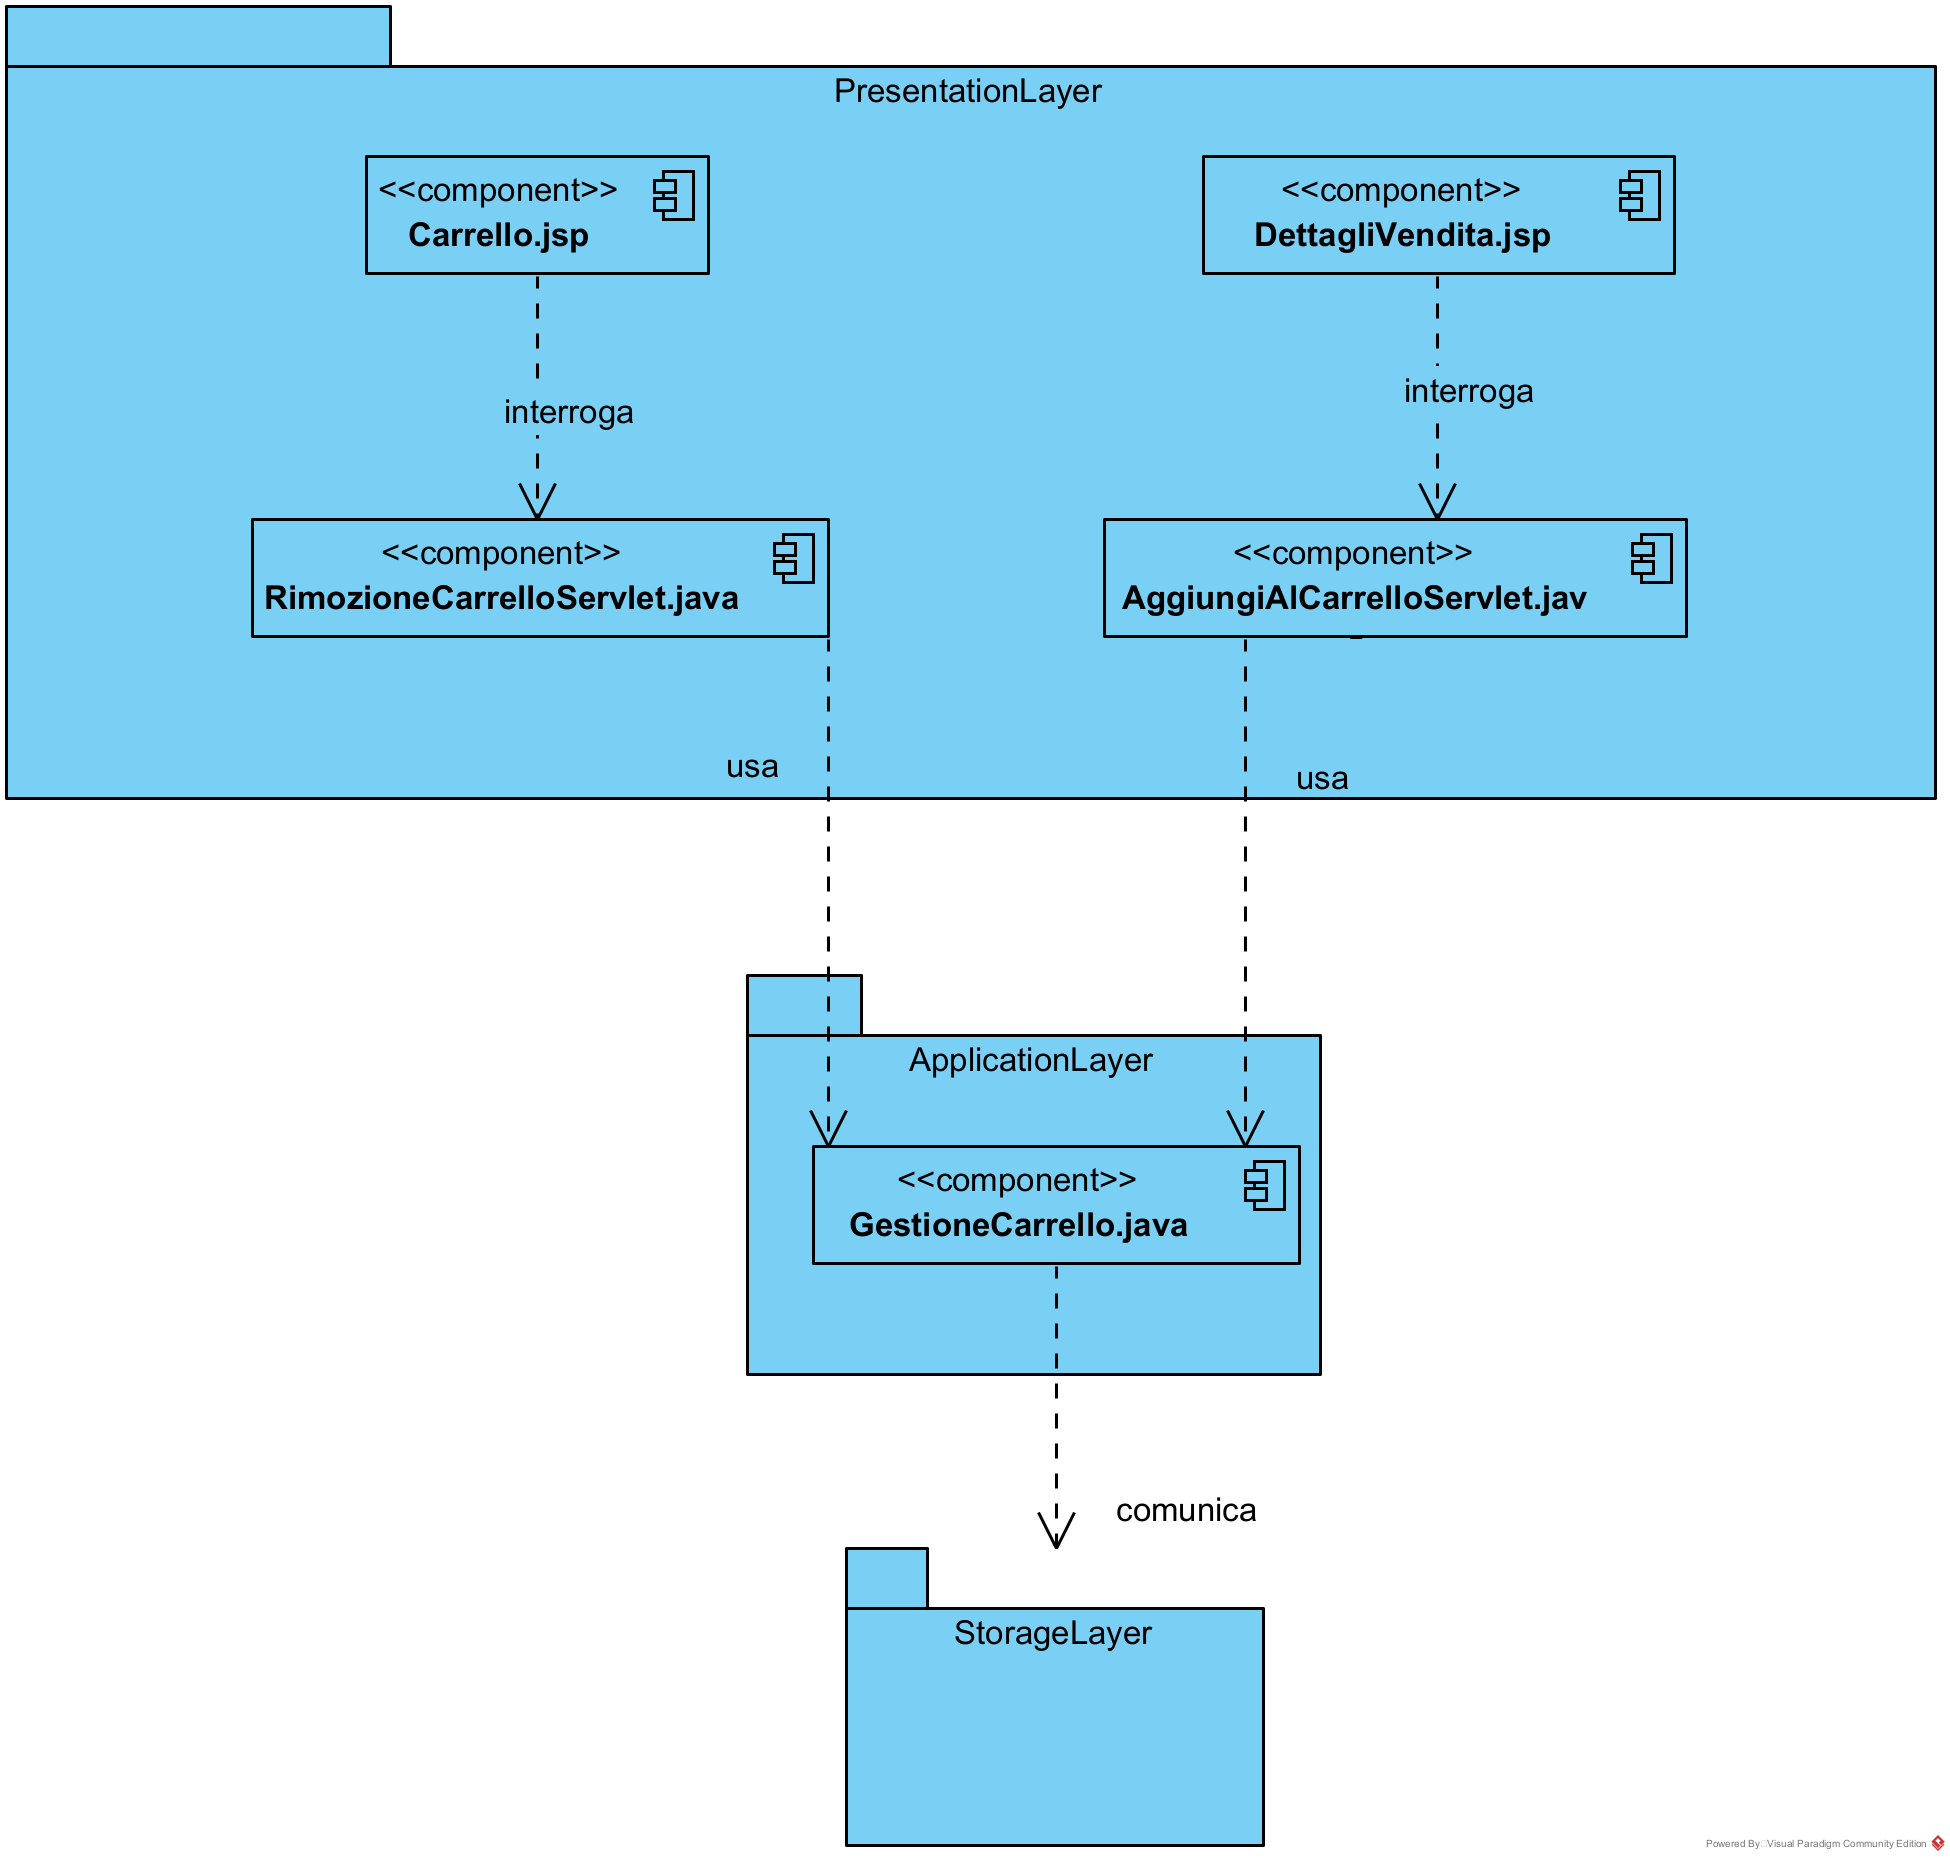 PresentationLayer
<<component>>
Carrello.jsp
<<component>>
DettagliVendita.jsp
interroga
interroga
<<component>>
RimozioneCarrelloServlet.java
<<component>>
AggiungiAlCarrelloServlet.jav
usa
usa
ApplicationLayer
<<component>>
GestioneCarrello.java
comunica
StorageLayer
Powered By Visual Paradigm Community Edition